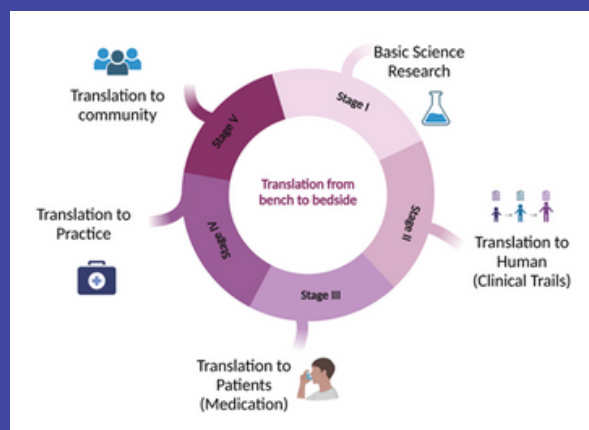 Basic Science
Research
Stage I
Translation to
community
Stage V
Translation from
bench to bedside
Stage II
Translation to
Human
(Clinical Trails)
Translation to
Practice
Stage IV
Stage III
Translation to
Patients
(Medication)